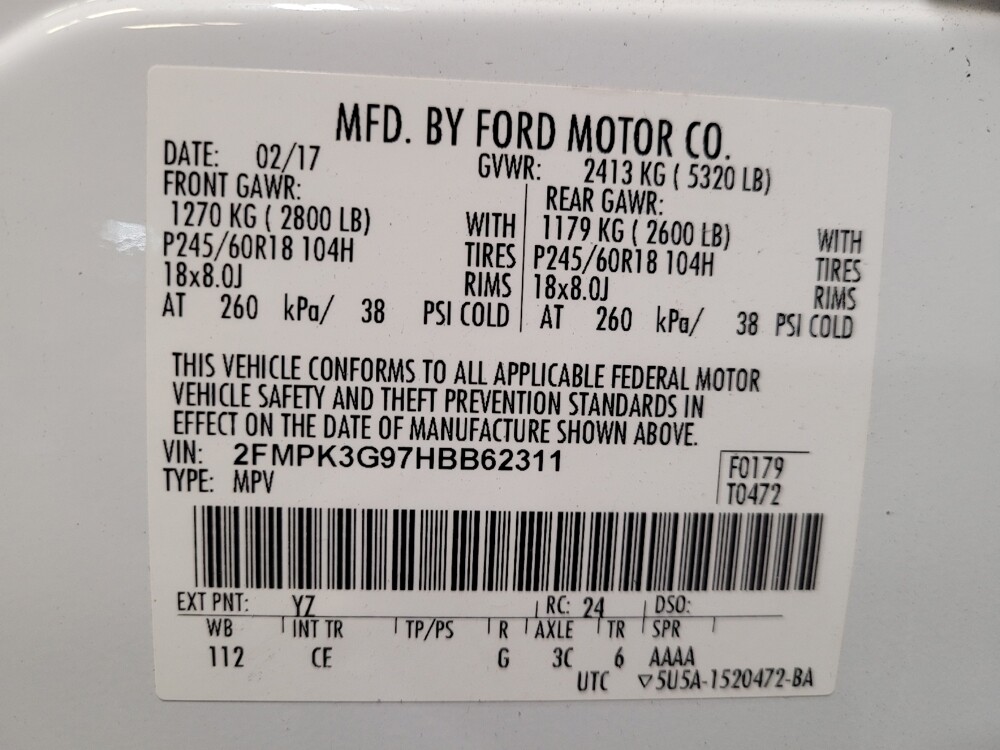 MFD. BY FORD MOTOR CO.
DATE: 02/17 GVWR: 2413 KG ( 5320 LB)
FRONT GAWR: REAR GAWR:
1270 KG ( 2800 LB) WITH 1179 KG ( 2600 LB) WITH
P245/60R18 104H TIRES P245/60R18 104H TIRES
18x8.0J RIMS 18x8.0J RIMS
AT 260 kPa/ 38 PSI COLD AT 260 kPa/ 38 PSI COLD
THIS VEHICLE CONFORMS TO ALL APPLICABLE FEDERAL MOTOR
VEHICLE SAFETY AND THEFT PREVENTION STANDARDS IN
EFFECT ON THE DATE OF MANUFACTURE SHOWN ABOVE.
VIN: 2FMPK3G97HBB62311 F0179
TYPE: MPV T0472
EXT PNT: YZ RC: 24 DSO:
WB INT TR TP/PS R AXLE TR SPR
112 CE G 3C 6 AAAA
UTC ▽5U5A-1520472-BA